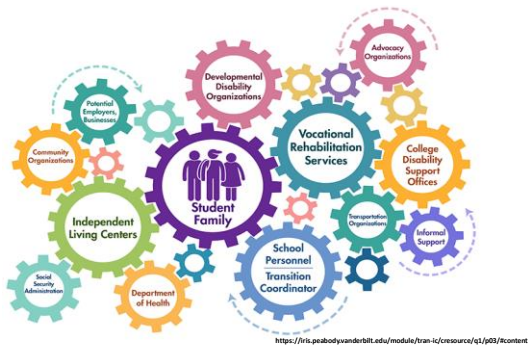 Advocacy
Organizations
Developmental
Disability
Organizations
Potential
Employers,
Businesses
Vocational
Rehabilitation
Services
Community
Organizations
College
Disability
Support
Offices
Student
Family
Independent
Living Centers
Transportation
Organizations
Informal
Support
School
Personnel
Transition
Coordinator
Social
Security
Administration
Department
of Health
https://iris.peabody.vanderbilt.edu/module/tran-ic/cresource/q1/p03/#content